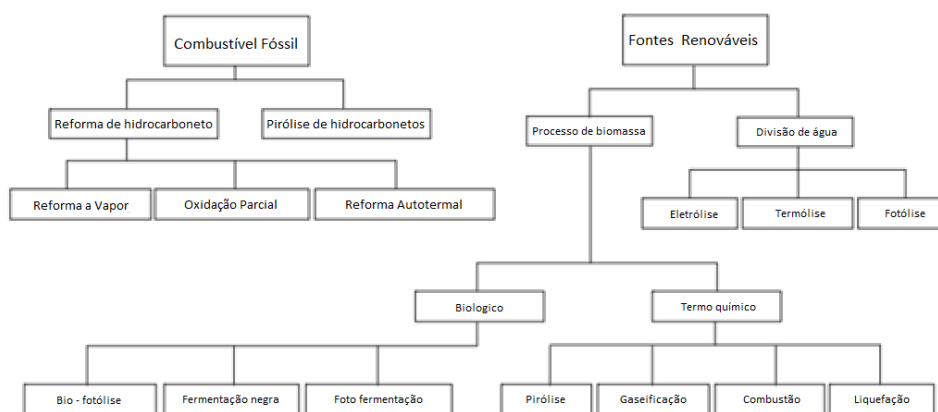 Combustível Fóssil
Fontes Renováveis
Reforma de hidrocarboneto
Pirólise de hidrocarbonetos
Processo de biomassa
Divisão de água
Reforma a Vapor
Oxidação Parcial
Reforma Autotermal
Eletrólise
Termólise
Fotólise
Biologico
Termo químico
Bio - fotólise
Fermentação negra
Foto fermentação
Pirólise
Gaseificação
Combustão
Liquefação